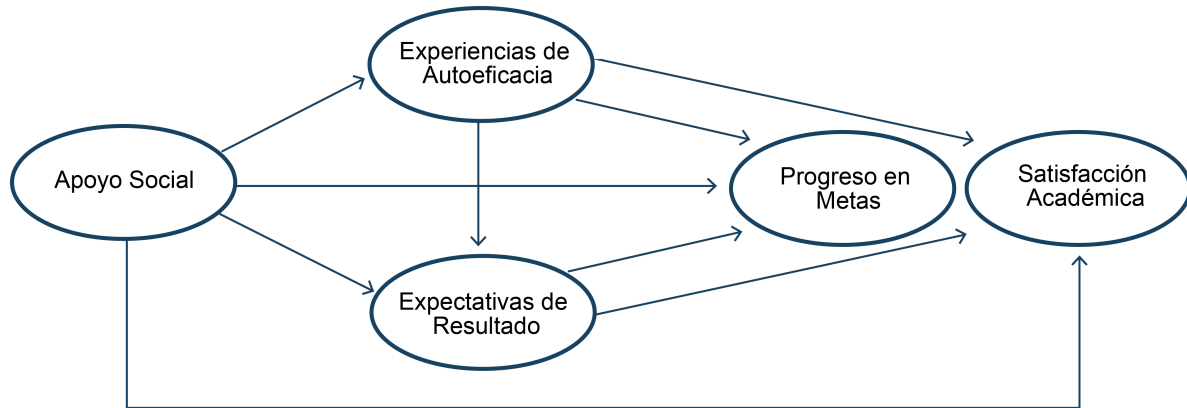 Experiencias de
Autoeficacia
Apoyo Social
Progreso en
Metas
Satisfacción
Académica
Expectativas de
Resultado